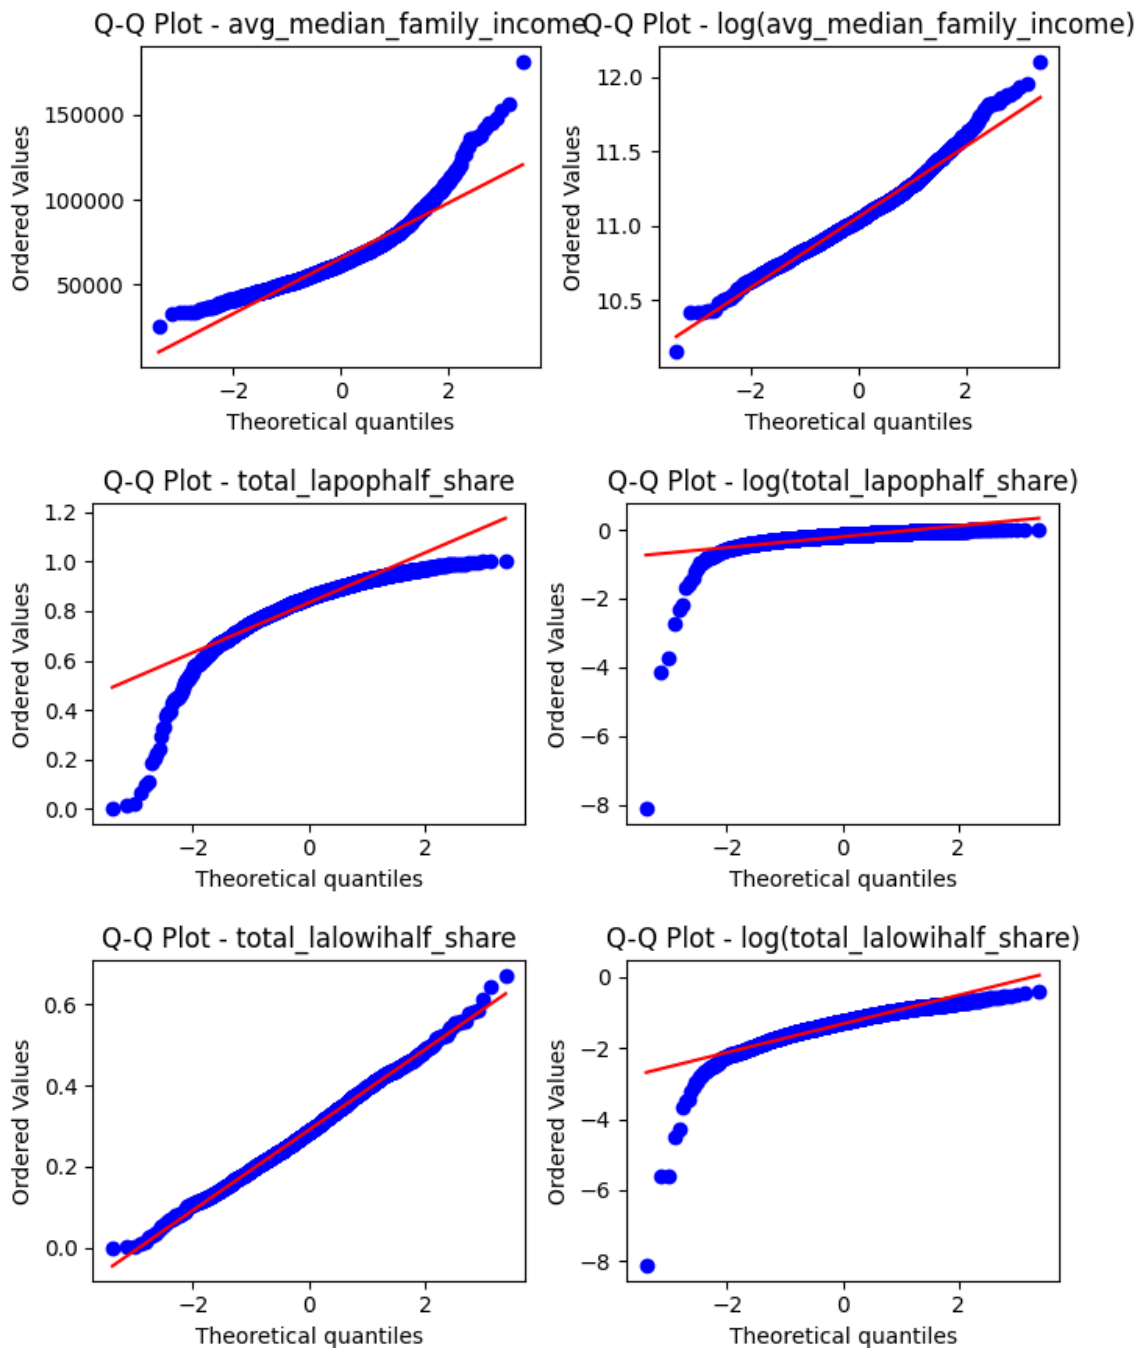 Q-Q Plot - avg_median_family_income
Q-Q Plot - log(avg_median_family_income)
150000
100000
50000
Ordered Values
−2 0 2
Theoretical quantiles
12.0
11.5
11.0
10.5
Ordered Values
−2 0 2
Theoretical quantiles
Q-Q Plot - total_lapophalf_share
1.2
1.0
0.8
0.6
0.4
0.2
0.0
Ordered Values
−2 0 2
Theoretical quantiles
Q-Q Plot - log(total_lapophalf_share)
0
−2
−4
−6
−8
Ordered Values
−2 0 2
Theoretical quantiles
Q-Q Plot - total_lalowihalf_share
0.6
0.4
0.2
0.0
Ordered Values
−2 0 2
Theoretical quantiles
Q-Q Plot - log(total_lalowihalf_share)
0
−2
−4
−6
−8
Ordered Values
−2 0 2
Theoretical quantiles